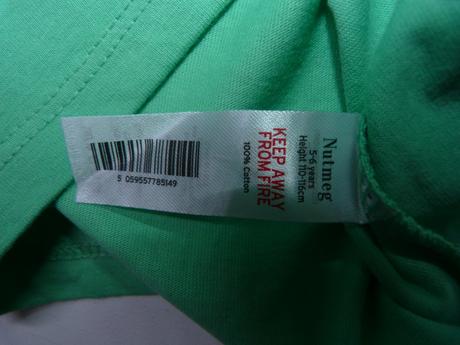 Nutmeg
5-6 years
Height 110-116cm
KEEP AWAY
FROM FIRE
100% Cotton
5 059557785149